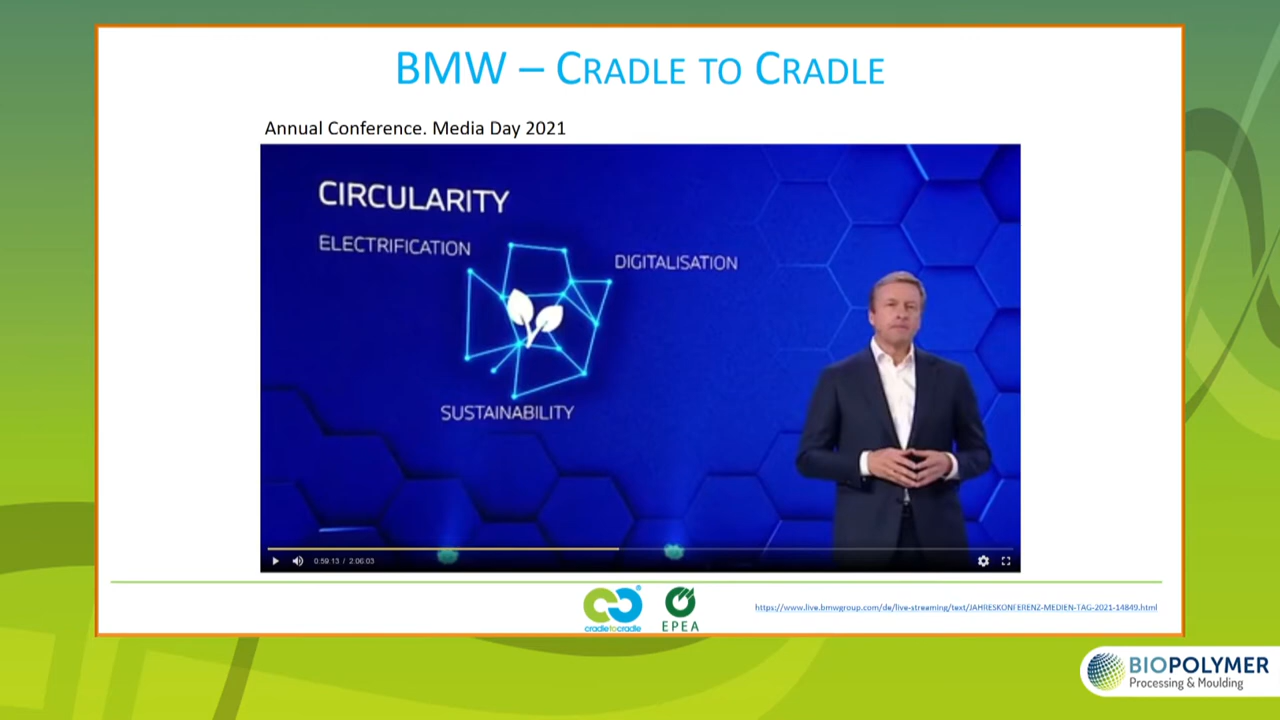 BMW – CRADLE TO CRADLE
Annual Conference. Media Day 2021
CIRCULARITY
ELECTRIFICATION
DIGITALISATION
SUSTAINABILITY
0:59:13 / 2:06:03
cradletocradle
®
EPEA
https://www.live.bmwgroup.com/de/live-streaming/text/JAHRESKONFERENZ-MEDIEN-TAG-2021-14849.html
BIOPOLYMER
Processing & Moulding